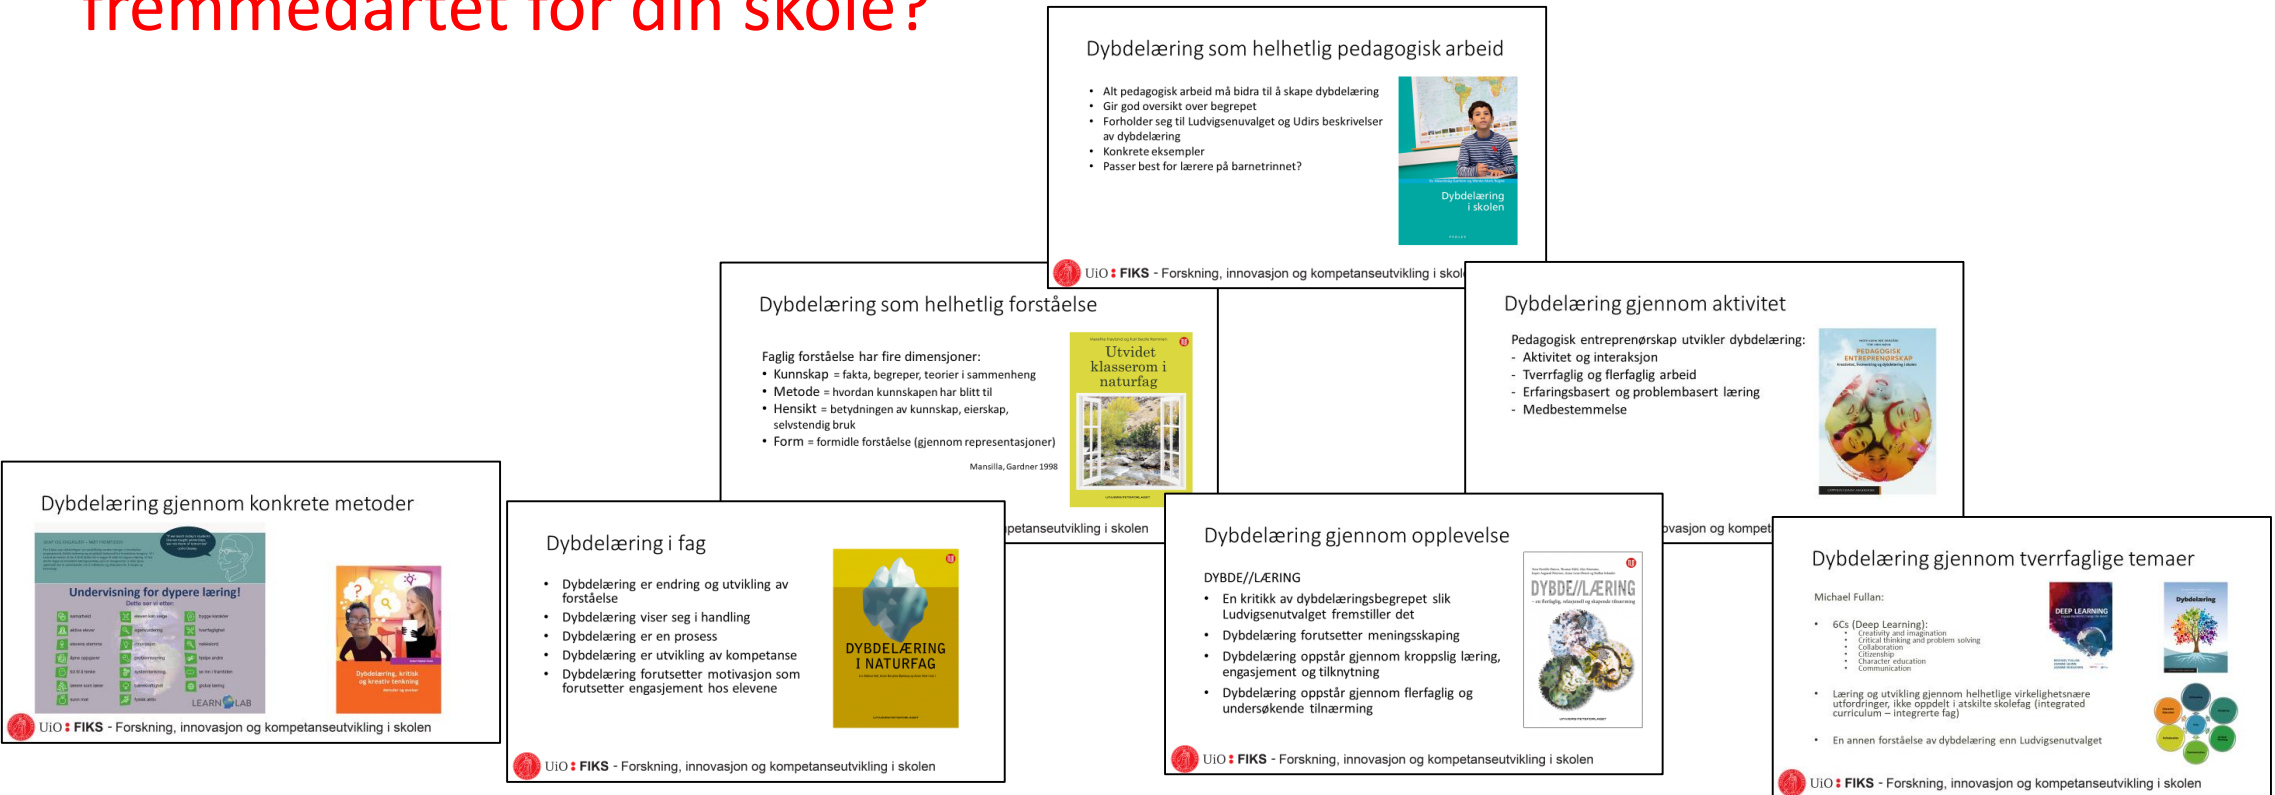 fremmedartet for din skole?
Dybdelæring som helhetlig pedagogisk arbeid
• Alt pedagogisk arbeid må bidra til å skape dybdelæring
• Gir god oversikt over begrepet
• Forholder seg til Ludvigsenuvalget og Udirs beskrivelser
av dybdelæring
• Konkrete eksempler
• Passer best for lærere på barnetrinnet?
Dybdelæring
i skolen
UiO FIKS - Forskning, innovasjon og kompetanseutvikling i skol
Dybdelæring som helhetlig forståelse
Faglig forståelse har fire dimensjoner:
• Kunnskap = fakta, begreper, teorier i sammenheng
• Metode = hvordan kunnskapen har blitt til
• Hensikt = betydningen av kunnskap, eierskap,
selvstendig bruk
• Form = formidle forståelse (gjennom representasjoner)
Mansilla, Gardner 1998
Utvidet
klasserom i
naturfag
UNIVERSITETSFORLAGET
petanseutvikling i skolen
Dybdelæring gjennom aktivitet
Pedagogisk entreprenørskap utvikler dybdelæring:
- Aktivitet og interaksjon
- Tverrfaglig og flerfaglig arbeid
- Erfaringsbasert og problembasert læring
- Medbestemmelse
PEDAGOGISK
ENTREPRENØRSKAP
ovasjon og kompet
Dybdelæring gjennom konkrete metoder
Undervisning for dypere læring!
Dette ser vi etter:
LEARN LAB
Dybdelæring, kritisk
og kreativ tenkning
UiO FIKS - Forskning, innovasjon og kompetanseutvikling i skolen
Dybdelæring i fag
• Dybdelæring er endring og utvikling av
forståelse
• Dybdelæring viser seg i handling
• Dybdelæring er en prosess
• Dybdelæring er utvikling av kompetanse
• Dybdelæring forutsetter motivasjon som
forutsetter engasjement hos elevene
DYBDELÆRING
I NATURFAG
UNIVERSITETSFORLAGET
UiO FIKS - Forskning, innovasjon og kompetanseutvikling i skolen
Dybdelæring gjennom opplevelse
DYBDE//LÆRING
• En kritikk av dybdelæringsbegrepet slik
Ludvigsenutvalget fremstiller det
• Dybdelæring forutsetter meningsskaping
• Dybdelæring oppstår gjennom kroppslig læring,
engasjement og tilknytning
• Dybdelæring oppstår gjennom flerfaglig og
undersøkende tilnærming
DYBDE//LÆRING
– en flerfaglig, relasjonell og skapende tilnærming
UNIVERSITETSFORLAGET
UiO FIKS - Forskning, innovasjon og kompetanseutvikling i skolen
Dybdelæring gjennom tverrfaglige temaer
Michael Fullan:
• 6Cs (Deep Learning):
• Creativity and imagination
• Critical thinking and problem solving
• Collaboration
• Citizenship
• Character education
• Communication
• Læring og utvikling gjennom helhetlige virkelighetsnære
utfordringer, ikke oppdelt i atskilte skolefag (integrated
curriculum – integrerte fag)
• En annen forståelse av dybdelæring enn Ludvigsenutvalget
DEEP LEARNING
Dybdelæring
UiO FIKS - Forskning, innovasjon og kompetanseutvikling i skolen